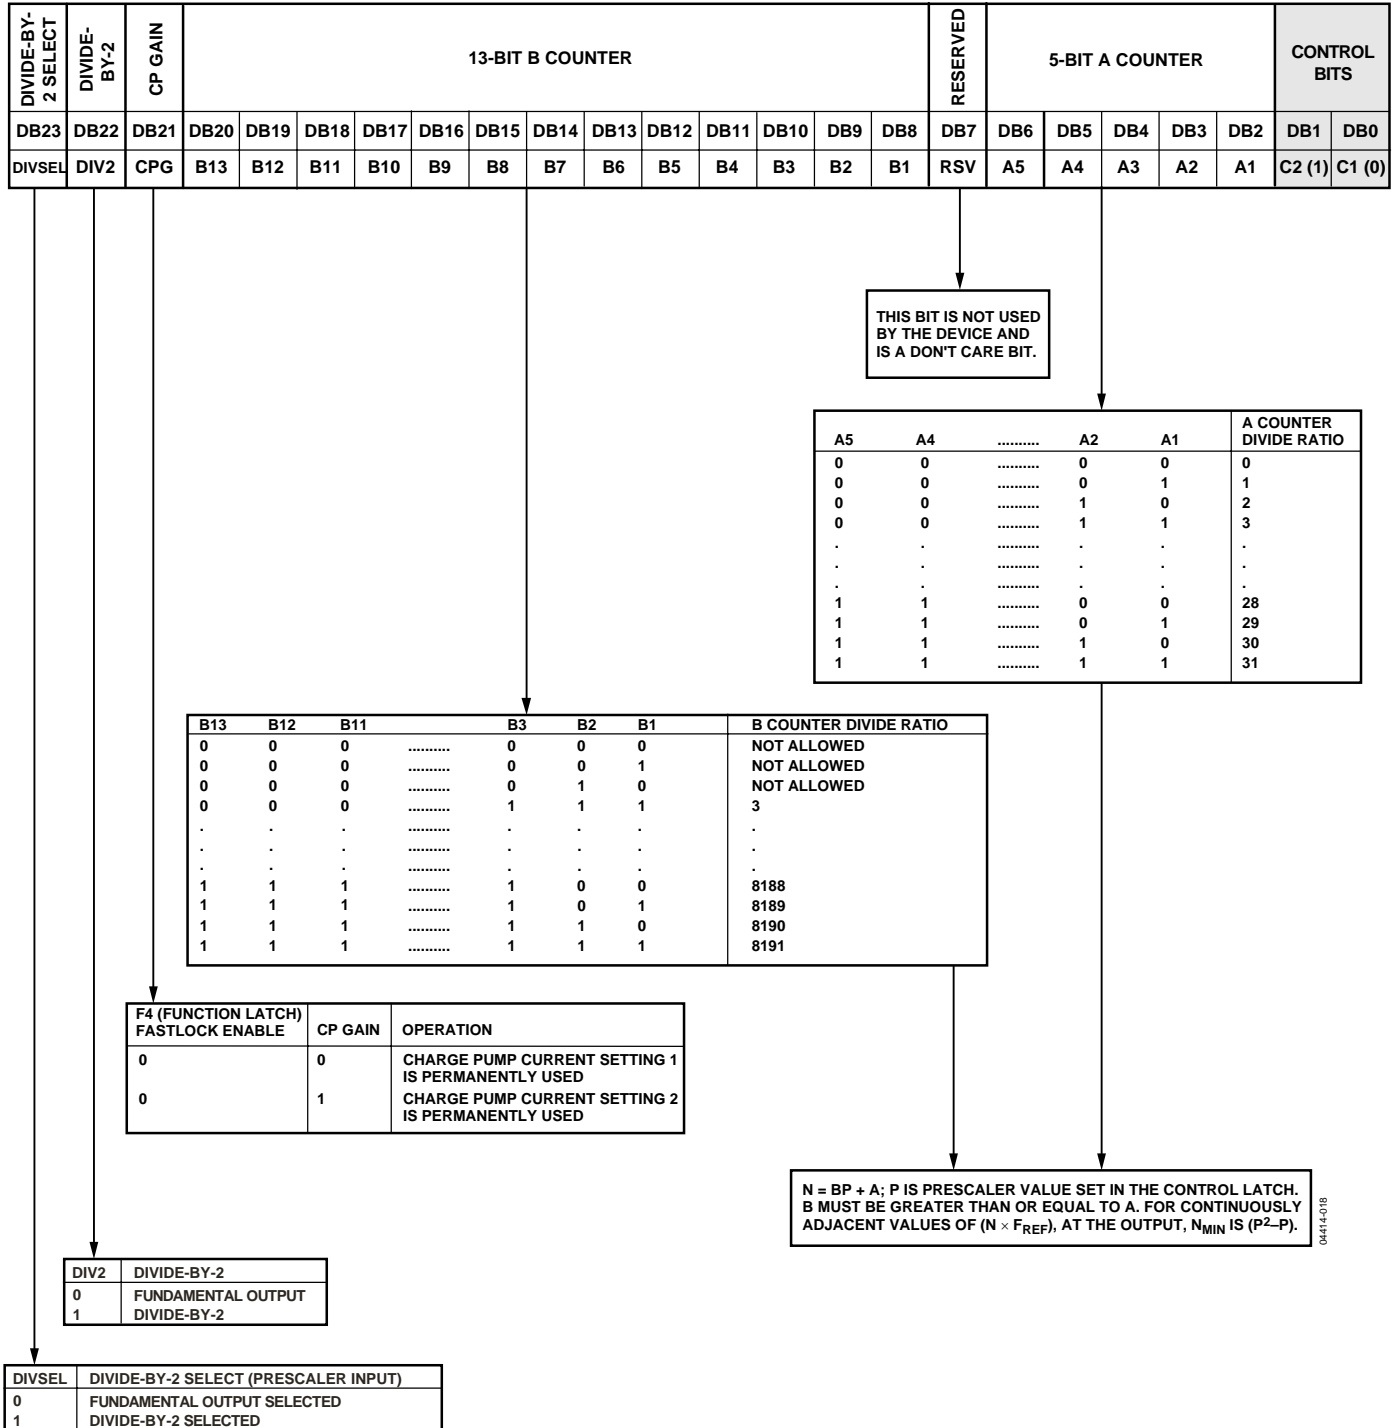 DIVIDE-BY-
2 SELECT
DIVIDE-
BY-2
CP GAIN
13-BIT B COUNTER
RESERVED
5-BIT A COUNTER
CONTROL
BITS
DB23 DB22 DB21 DB20 DB19 DB18 DB17 DB16 DB15 DB14 DB13 DB12 DB11 DB10 DB9 DB8 DB7 DB6 DB5 DB4 DB3 DB2 DB1 DB0
DIVSEL DIV2 CPG B13 B12 B11 B10 B9 B8 B7 B6 B5 B4 B3 B2 B1 RSV A5 A4 A3 A2 A1 C2 (1) C1 (0)
THIS BIT IS NOT USED
BY THE DEVICE AND
IS A DON'T CARE BIT.
A COUNTER
A5 A4 .......... A2 A1 DIVIDE RATIO
0 0 .......... 0 0 0
0 0 .......... 0 1 1
0 0 .......... 1 0 2
0 0 .......... 1 1 3
. . .......... . . .
. . .......... . . .
. . .......... . . .
1 1 .......... 0 0 28
1 1 .......... 0 1 29
1 1 .......... 1 0 30
1 1 .......... 1 1 31
B13 B12 B11 B3 B2 B1 B COUNTER DIVIDE RATIO
0 0 0 .......... 0 0 0 NOT ALLOWED
0 0 0 .......... 0 0 1 NOT ALLOWED
0 0 0 .......... 0 1 0 NOT ALLOWED
0 0 0 .......... 1 1 1 3
. . . .......... . . . .
. . . .......... . . . .
. . . .......... . . . .
1 1 1 .......... 1 0 0 8188
1 1 1 .......... 1 0 1 8189
1 1 1 .......... 1 1 0 8190
1 1 1 .......... 1 1 1 8191
F4 (FUNCTION LATCH)
FASTLOCK ENABLE CP GAIN OPERATION
0 0 CHARGE PUMP CURRENT SETTING 1
IS PERMANENTLY USED
0 1 CHARGE PUMP CURRENT SETTING 2
IS PERMANENTLY USED
N = BP + A; P IS PRESCALER VALUE SET IN THE CONTROL LATCH.
B MUST BE GREATER THAN OR EQUAL TO A. FOR CONTINUOUSLY
ADJACENT VALUES OF (N × FREF), AT THE OUTPUT, NMIN IS (P²–P).
04414-018
DIV2 DIVIDE-BY-2
0 FUNDAMENTAL OUTPUT
1 DIVIDE-BY-2
DIVSEL DIVIDE-BY-2 SELECT (PRESCALER INPUT)
0 FUNDAMENTAL OUTPUT SELECTED
1 DIVIDE-BY-2 SELECTED